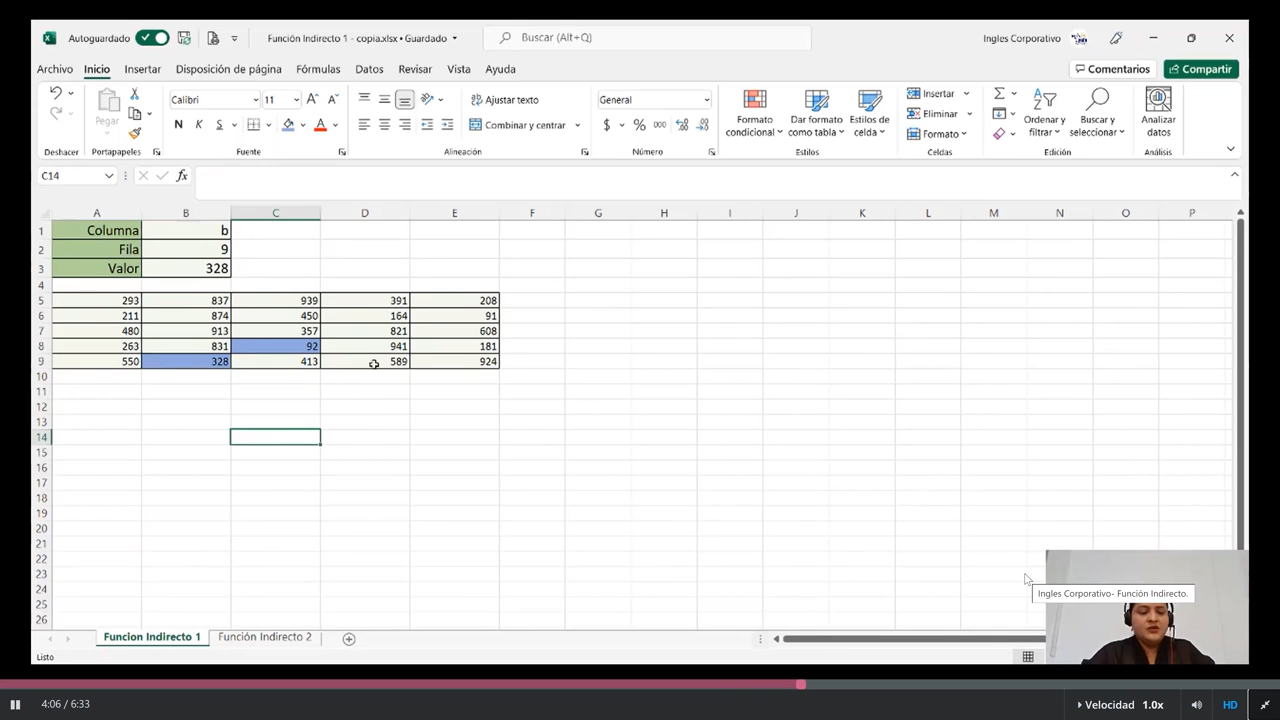 Autoguardado Función Indirecto 1 - copia.xlsx • Guardado Buscar (Alt+Q) Ingles Corporativo
Archivo Inicio Insertar Disposición de página Fórmulas Datos Revisar Vista Ayuda Comentarios Compartir
Pegar Calibri 11 Ajustar texto General Formato condicional Dar formato como tabla Estilos de celda Insertar Ordenar y filtrar Buscar y seleccionar Analizar datos
N K S A Combinar y centrar $ % 000 Eliminar
Formato
Deshacer Portapapeles Fuente Alineación Número Estilos Celdas Edición Análisis
C14 fx
A B C D E F G H I J K L M N O P
1 Columna b
2 Fila 9
3 Valor 328
4
5 293 837 939 391 208
6 211 874 450 164 91
7 480 913 357 821 608
8 263 831 92 941 181
9 550 328 413 589 924
10
11
12
13
14
15
16
17
18
19
20
21
22
23
24
25
26
Ingles Corporativo- Función Indirecto.
Funcion Indirecto 1 Función Indirecto 2
Listo
4:06 / 6:33 Velocidad 1.0x HD